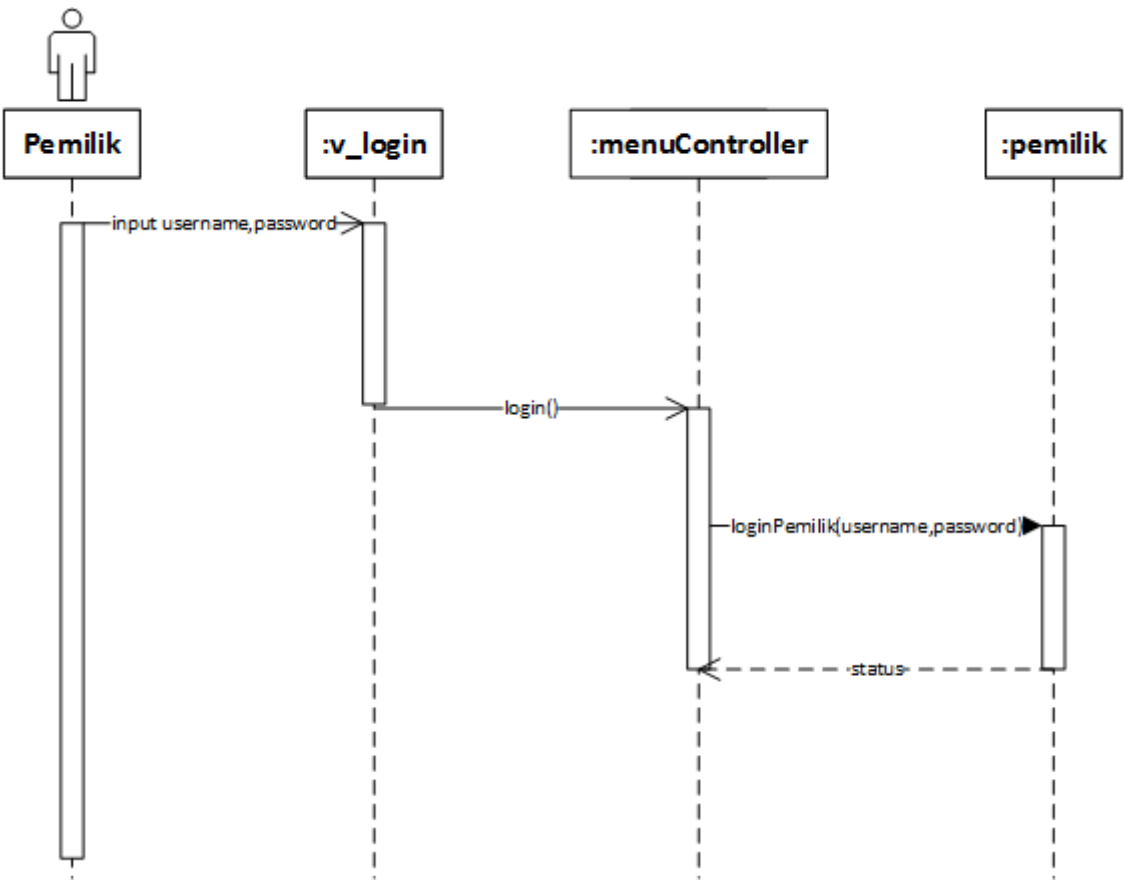 Pemilik
:v_login
:menuController
:pemilik
input username,password
login()
loginPemilik(username,password)
status